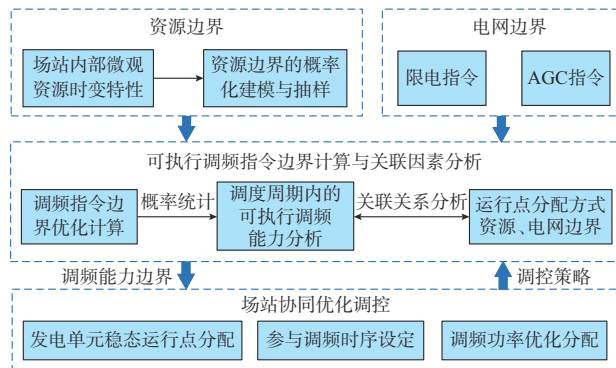 资源边界
电网边界
场站内部微观
资源时变特性
资源边界的概率
化建模与抽样
限电指令
AGC指令
可执行调频指令边界计算与关联因素分析
调频指令边
界优化计算
概率统计
调度周期内的
可执行调频
能力分析
关联关系分析
运行点分配方式
资源、电网边界
调频能力边界
调控策略
场站协同优化调控
发电单元稳态运行点分配
参与调频时序设定
调频功率优化分配